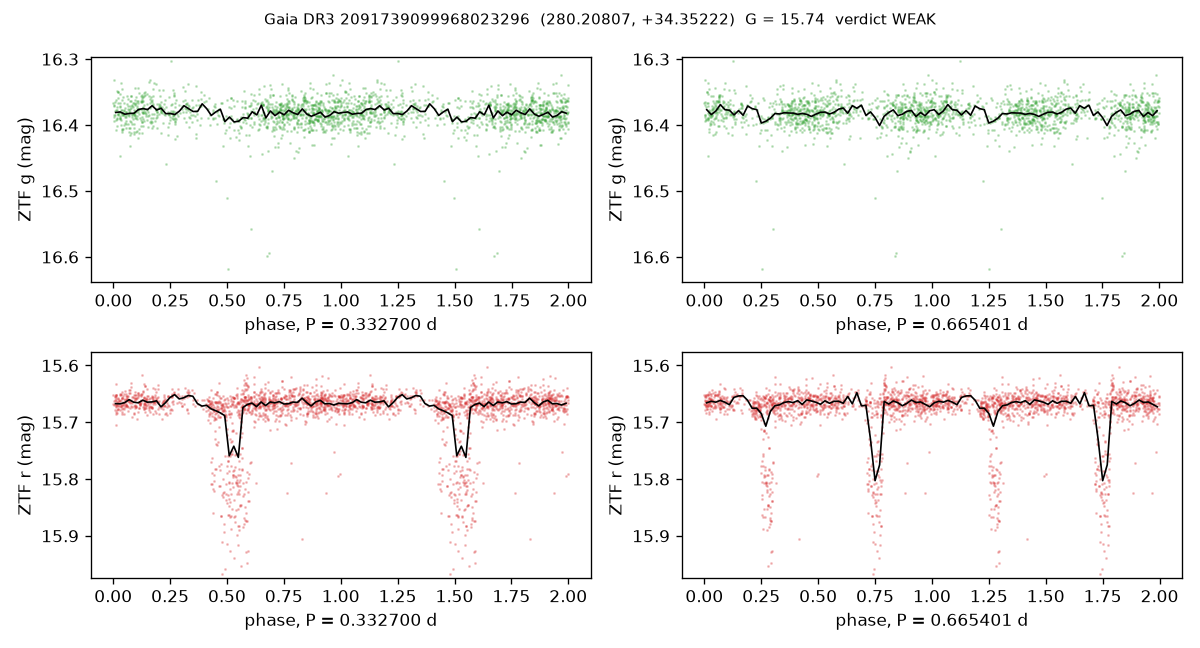 Gaia DR3 2091739099968023296 (280.20807, +34.35222) G = 15.74 verdict WEAK
ZTF g (mag)
16.3
16.4
16.5
16.6
0.00 0.25 0.50 0.75 1.00 1.25 1.50 1.75 2.00
phase, P = 0.332700 d
ZTF g (mag)
16.3
16.4
16.5
16.6
0.00 0.25 0.50 0.75 1.00 1.25 1.50 1.75 2.00
phase, P = 0.665401 d
ZTF r (mag)
15.6
15.7
15.8
15.9
0.00 0.25 0.50 0.75 1.00 1.25 1.50 1.75 2.00
phase, P = 0.332700 d
ZTF r (mag)
15.6
15.7
15.8
15.9
0.00 0.25 0.50 0.75 1.00 1.25 1.50 1.75 2.00
phase, P = 0.665401 d